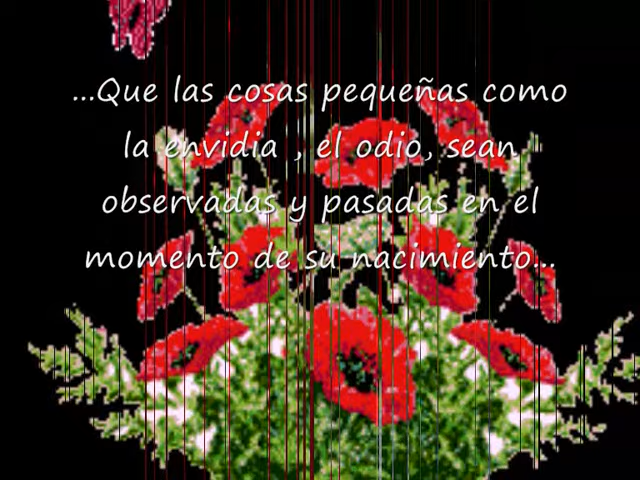 ...Que las cosas pequeñas como
la envidia , el odio, sean
observadas y pasadas en el
momento de su nacimiento...